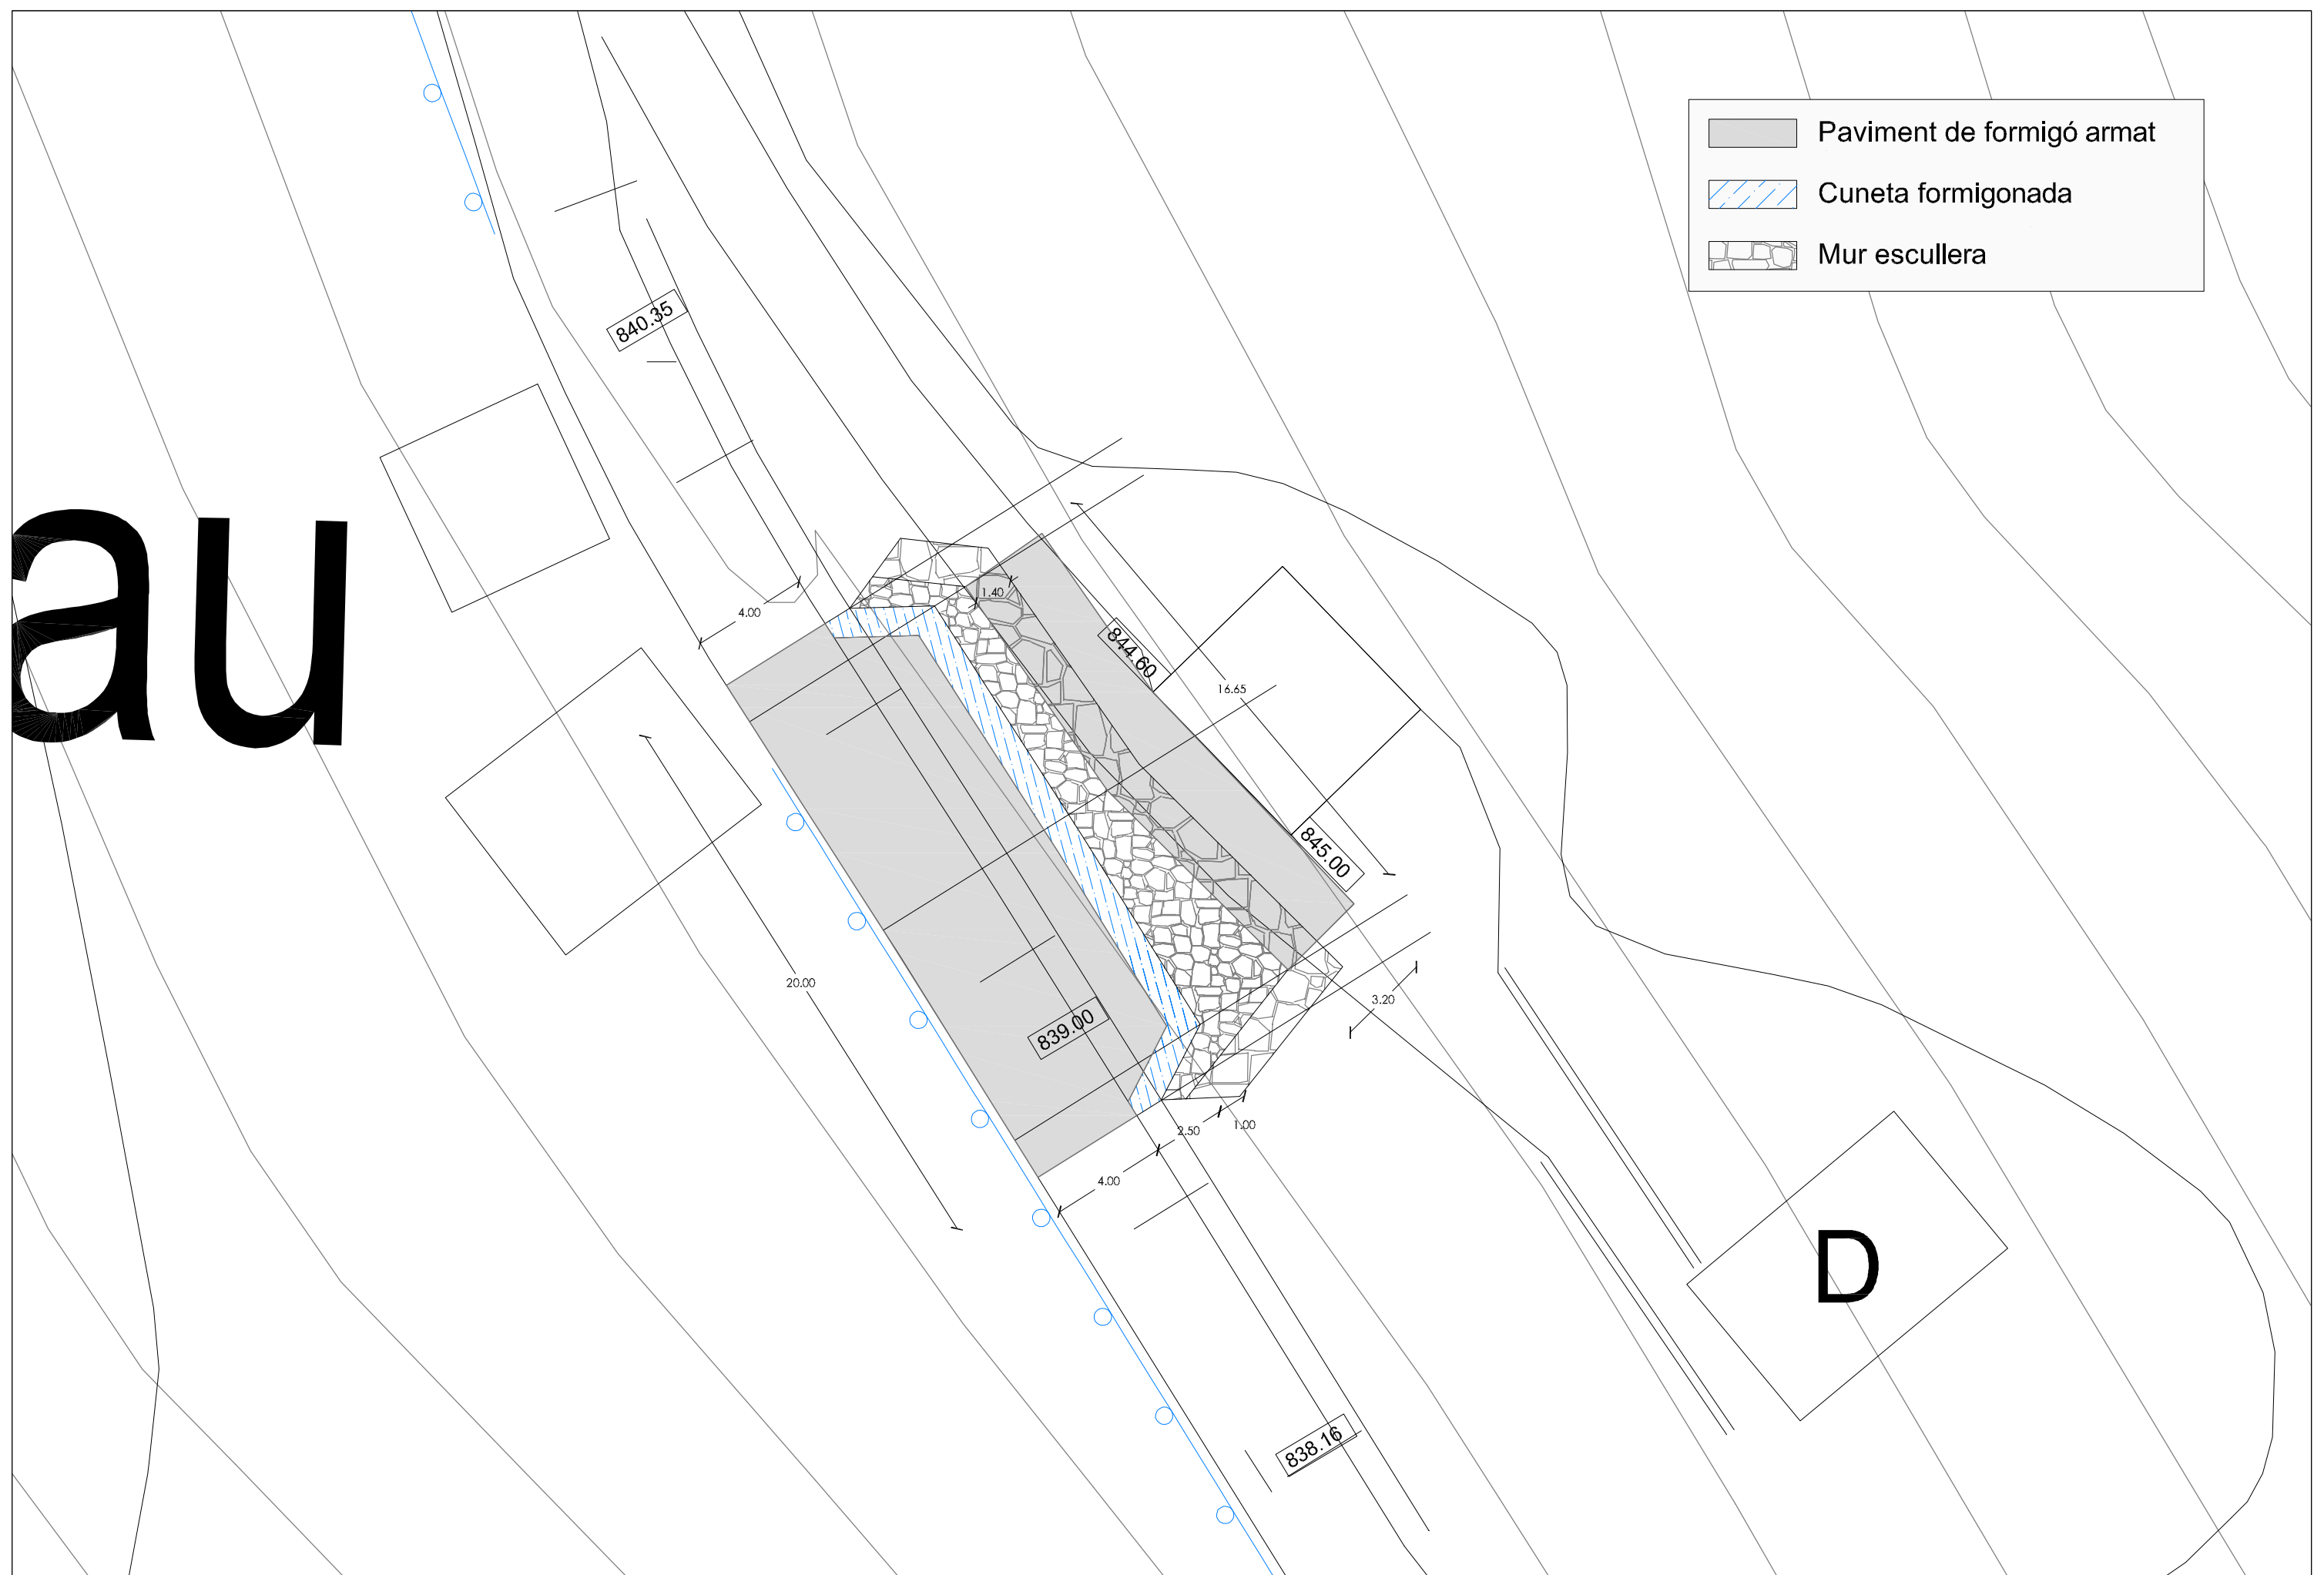 Paviment de formigó armat
Cuneta formigonada
Mur escullera
840.35
au
4.00
1.40
844.60
16.65
845.00
20.00
839.00
3.20
2.50
1.00
4.00
D
838.16